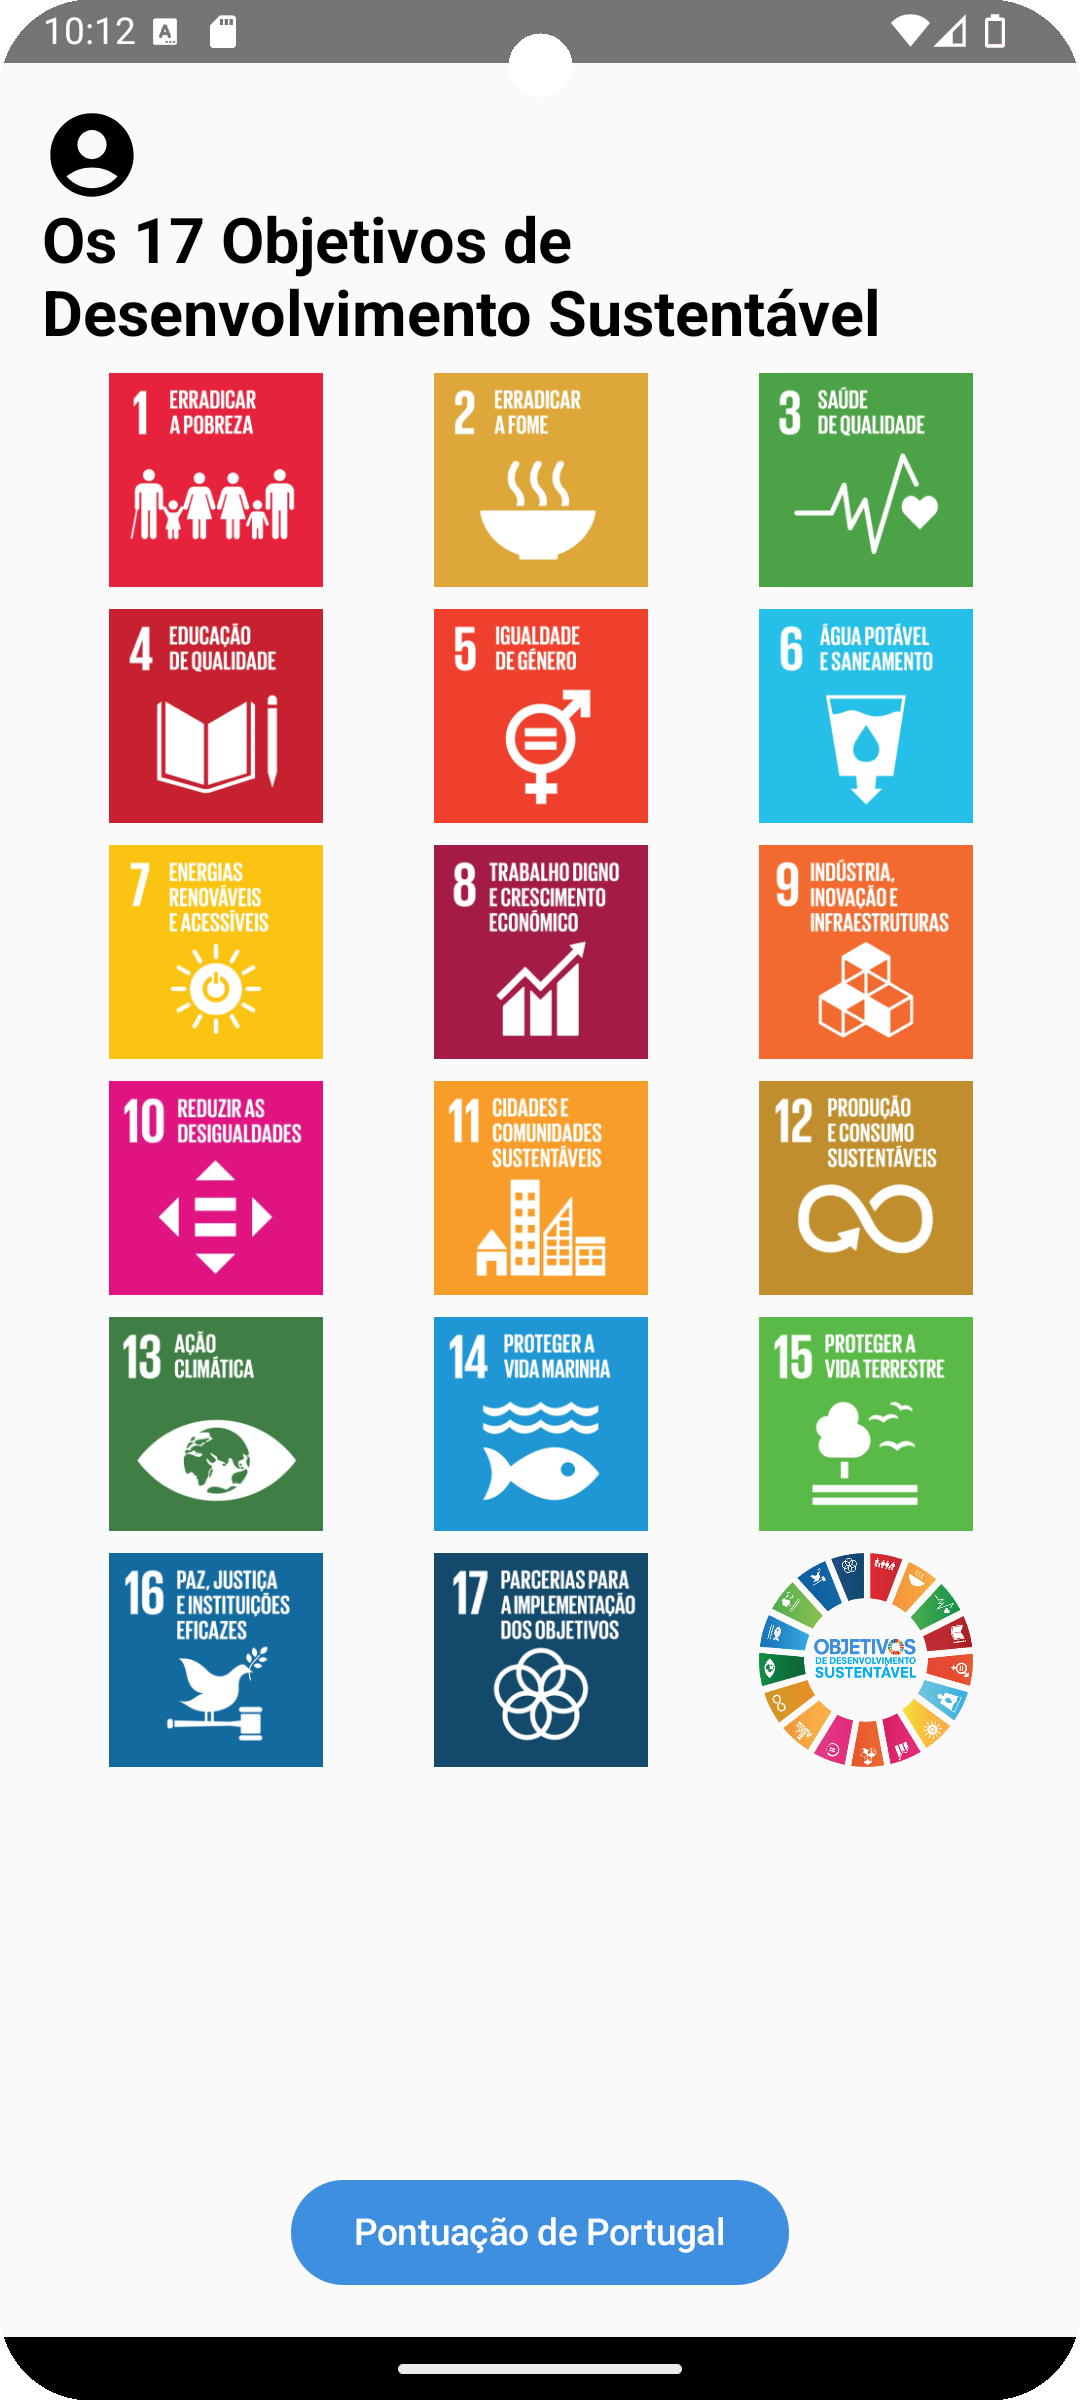 10:12
Os 17 Objetivos de
Desenvolvimento Sustentável
1 ERRADICAR
A POBREZA
2 ERRADICAR
A FOME
3 SAÚDE
DE QUALIDADE
4 EDUCAÇÃO
DE QUALIDADE
5 IGUALDADE
DE GÉNERO
6 ÁGUA POTÁVEL
E SANEAMENTO
7 ENERGIAS
RENOVÁVEIS
E ACESSÍVEIS
8 TRABALHO DIGNO
E CRESCIMENTO
ECONÓMICO
9 INDÚSTRIA,
INOVAÇÃO E
INFRAESTRUTURAS
10 REDUZIR AS
DESIGUALDADES
11 CIDADES E
COMUNIDADES
SUSTENTÁVEIS
12 PRODUÇÃO
E CONSUMO
SUSTENTÁVEIS
13 AÇÃO
CLIMÁTICA
14 PROTEGER A
VIDA MARINHA
15 PROTEGER A
VIDA TERRESTRE
16 PAZ, JUSTIÇA
E INSTITUIÇÕES
EFICAZES
17 PARCERIAS PARA
A IMPLEMENTAÇÃO
DOS OBJETIVOS
OBJETIVOS
DE DESENVOLVIMENTO
SUSTENTÁVEL
Pontuação de Portugal